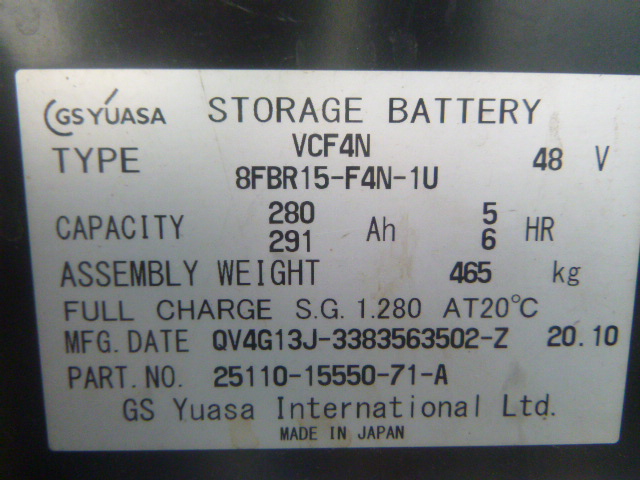 GS YUASA STORAGE BATTERY
TYPE VCF4N 48 V
8FBR15-F4N-1U
CAPACITY 280 Ah 5 HR
291 6
ASSEMBLY WEIGHT 465 kg
FULL CHARGE S.G. 1.280 AT20℃
MFG. DATE QV4G13J-3383563502-Z 20.10
PART. NO. 25110-15550-71-A
GS Yuasa International Ltd.
MADE IN JAPAN